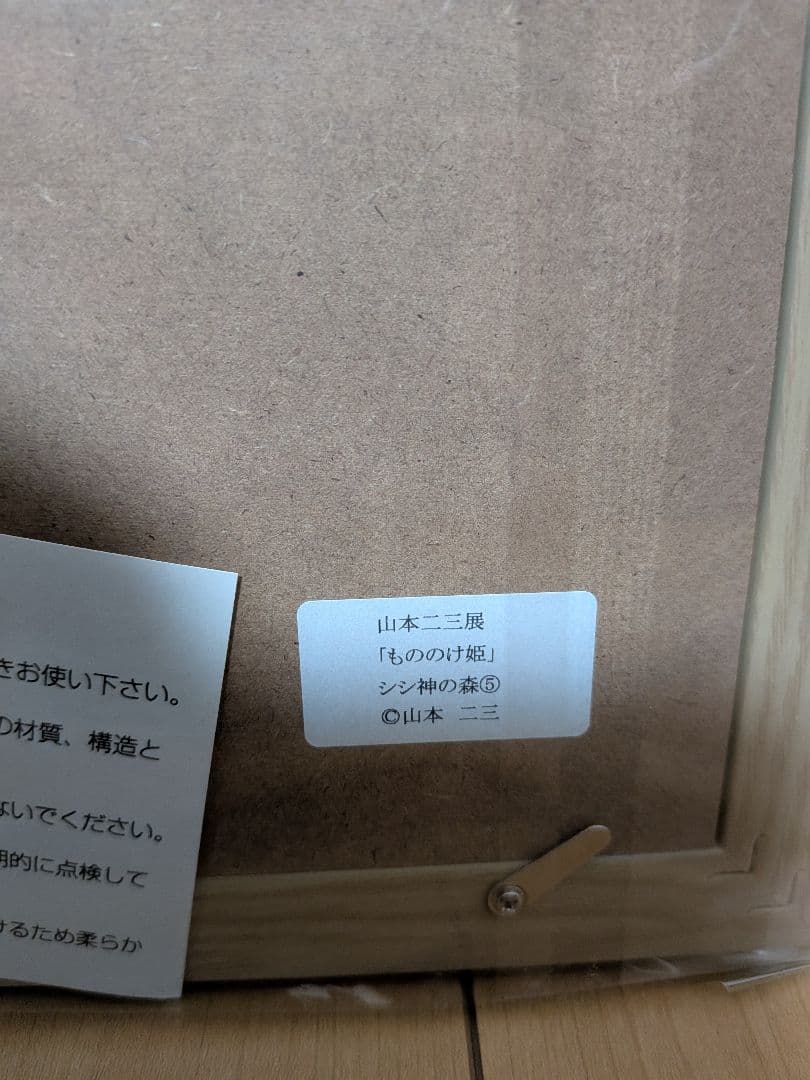 山本二三展
「もののけ姫」
シシ神の森⑤
©山本 二三
きお使い下さい。
の材質、構造と
ないでください。
期的に点検して
けるため柔らか